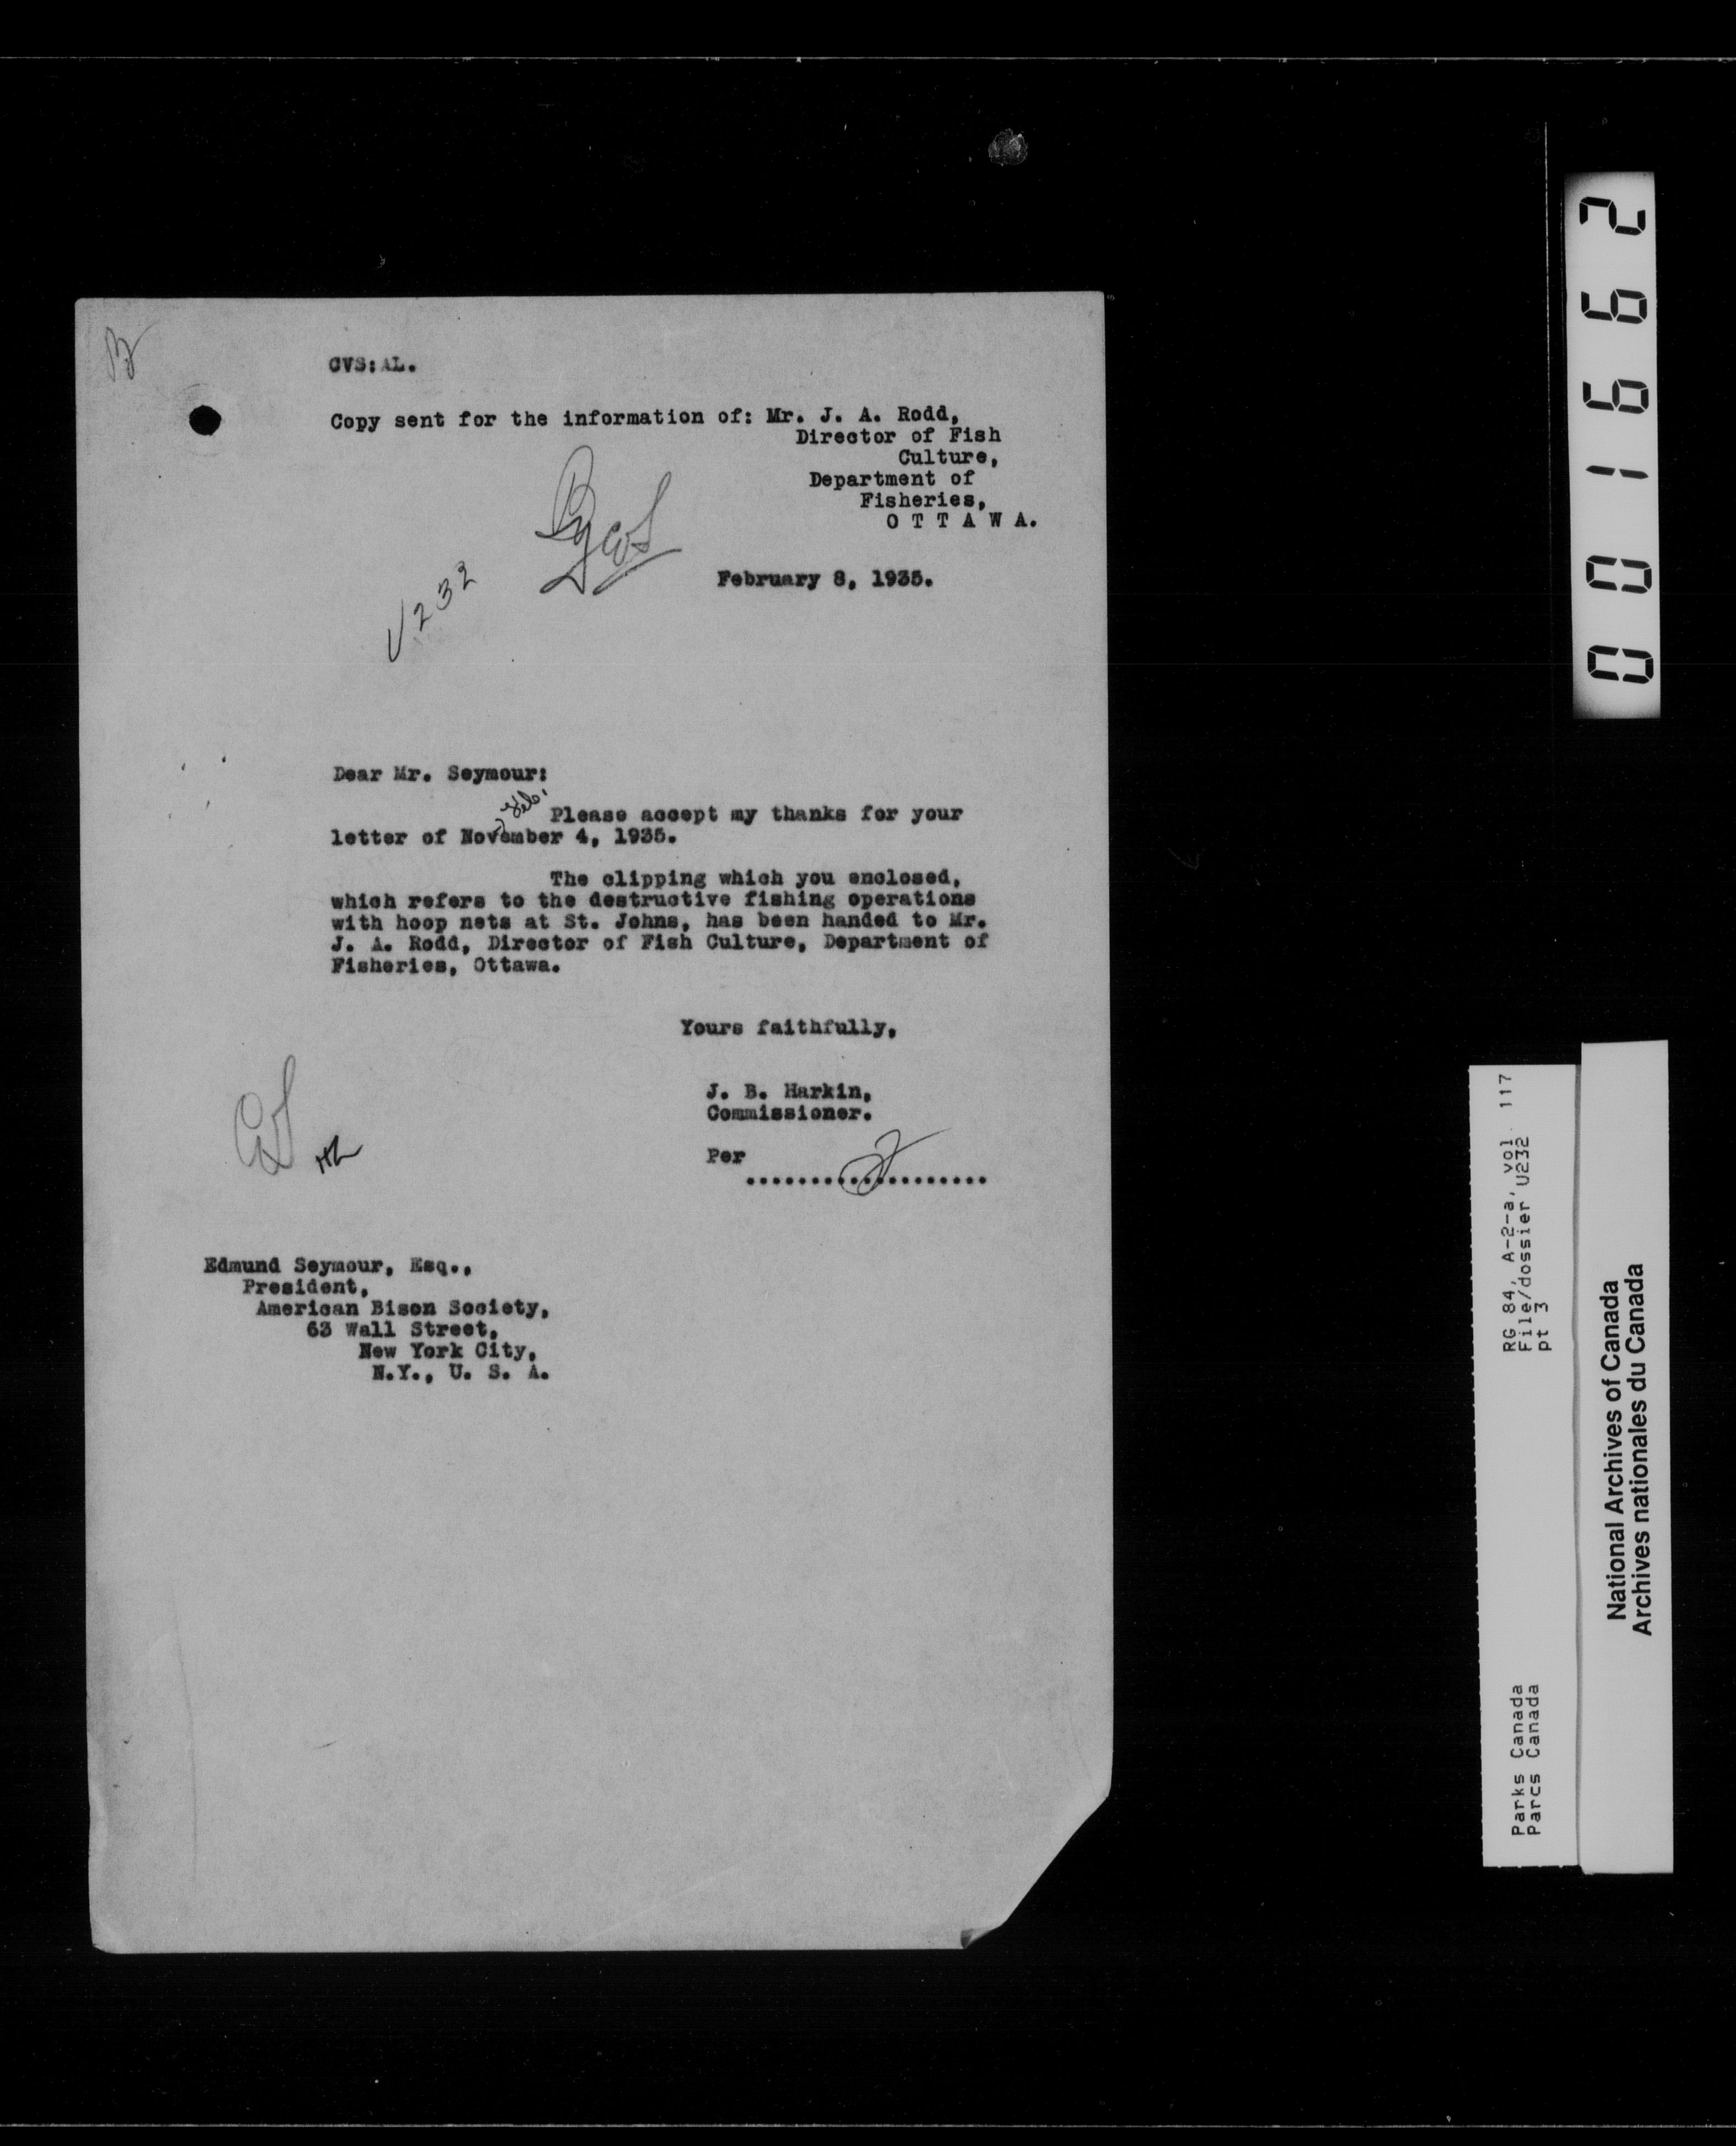 CVS:AL.
Copy sent for the information of: Mr. J. A. Rodd,
Director of Fish
Culture,
Department of
Fisheries,
O T T A W A.
U232
February 8, 1935.
Dear Mr. Seymour:
Feb.
Please accept my thanks for your
letter of November 4, 1935.
The clipping which you enclosed,
which refers to the destructive fishing operations
with hoop nets at St. Johns, has been handed to Mr.
J. A. Rodd, Director of Fish Culture, Department of
Fisheries, Ottawa.
Yours faithfully,
J. B. Harkin,
Commissioner.
Per ...................
Edmund Seymour, Esq.,
President,
American Bison Society,
63 Wall Street,
New York City,
N.Y., U. S. A.
001662
RG 84, A-2-a, vol. 117
File/dossier U232
pt 3
Parks Canada
Parcs Canada
National Archives of Canada
Archives nationales du Canada